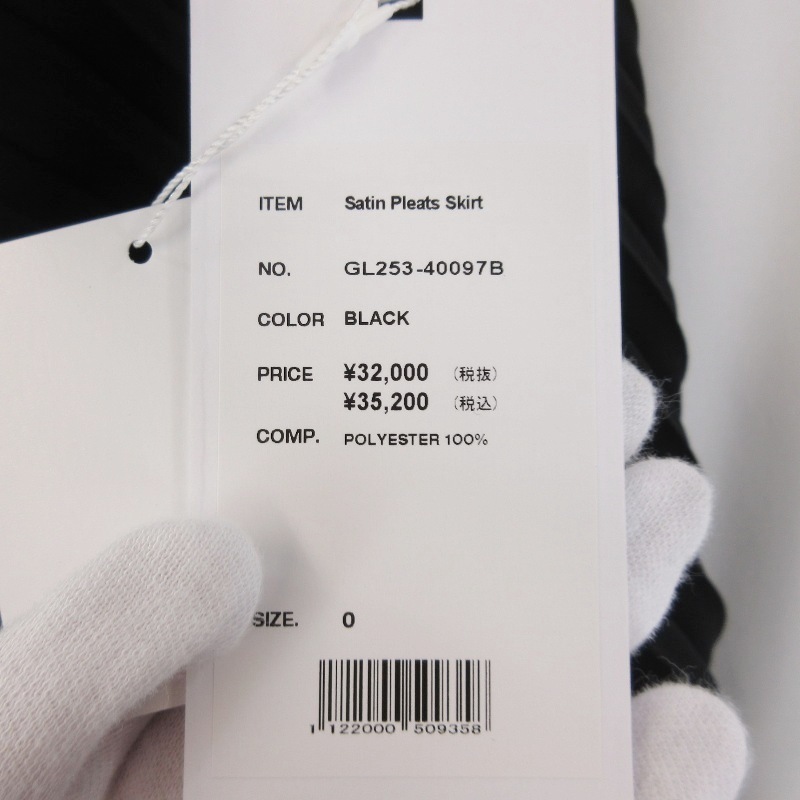 ITEM Satin Pleats Skirt
NO. GL253-40097B
COLOR BLACK
PRICE ¥32,000 （税抜）
¥35,200 （税込）
COMP. POLYESTER 100%
SIZE. 0
1 122000 509358